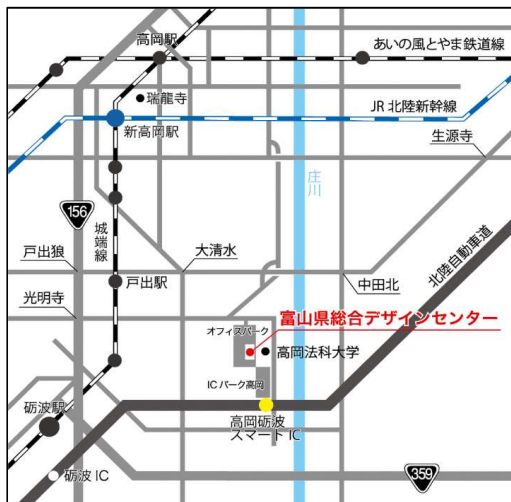 高岡駅
あいの風とやま鉄道線
瑞龍寺
JR 北陸新幹線
新高岡駅
生源寺
庄川
156
城端線
北陸自動車道
戸出狼
大清水
中田北
戸出駅
光明寺
富山県総合デザインセンター
オフィスパーク
高岡法科大学
ICパーク高岡
砺波駅
高岡砺波
スマートIC
砺波IC
359